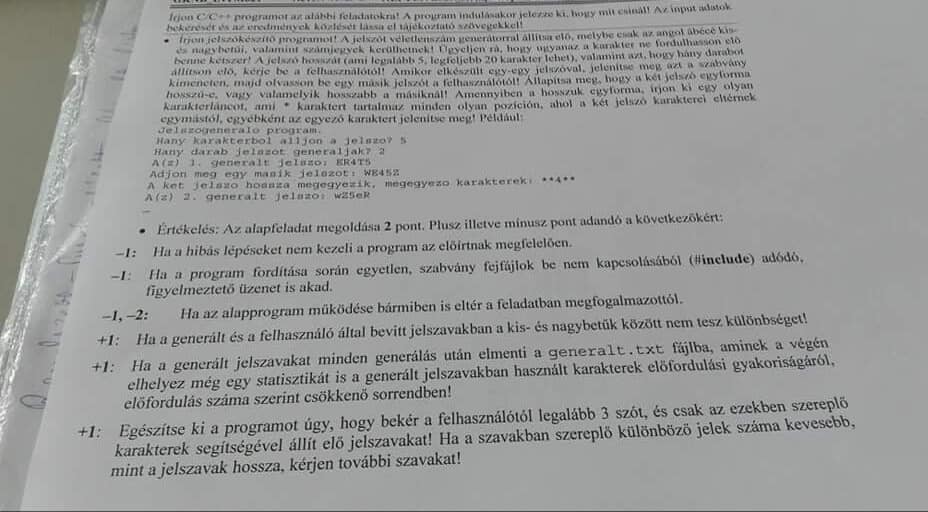 Írjon C/C++ programot az alábbi feladatokra! A program indulásakor jelezze ki, hogy mit csinál! Az input adatok
bekérését és az eredmények közlését lássa el tájékoztató szövegekkel!
• Írjon jelszókészítő programot! A jelszót véletlenszám generátorral állítsa elő, melybe csak az angol ábécé kis-
és nagybetűi, valamint számjegyek kerülhetnek! Ügyeljen rá, hogy ugyanaz a karakter ne fordulhasson elő
benne kétszer! A jelszó hosszát (ami legalább 5, legfeljebb 20 karakter lehet), valamint azt, hogy hány darabot
állítson elő, kérje be a felhasználótól! Amikor elkészült egy-egy jelszóval, jelenítse meg azt a szabvány
kimeneten, majd olvasson be egy másik jelszót a felhasználótól! Állapítsa meg, hogy a két jelszó egyforma
hosszú-e, vagy valamelyik hosszabb a másiknál! Amennyiben a hosszuk egyforma, írjon ki egy olyan
karakterláncot, ami * karaktert tartalmaz minden olyan pozíción, ahol a két jelszó karakterei eltérnek
egymástól, egyébként az egyező karaktert jelenítse meg! Például:
Jelszogeneralo program.
Hany karakterbol alljon a jelszo? 5
Hany darab jelszot generaljak? 2
A(z) 1. generalt jelszo: ER4T5
Adjon meg egy masik jelszot: WE45Z
A ket jelszo hossza megegyezik, megegyezo karakterek: **4**
A(z) 2. generalt jelszo: wZ5eR
…
• Értékelés: Az alapfeladat megoldása 2 pont. Plusz illetve mínusz pont adandó a következőkért:
–1: Ha a hibás lépéseket nem kezeli a program az előírtnak megfelelően.
–1: Ha a program fordítása során egyetlen, szabvány fejfájlok be nem kapcsolásából (#include) adódó,
figyelmeztető üzenet is akad.
–1, –2: Ha az alapprogram működése bármiben is eltér a feladatban megfogalmazottól.
+1: Ha a generált és a felhasználó által bevitt jelszavakban a kis- és nagybetűk között nem tesz különbséget!
+1: Ha a generált jelszavakat minden generálás után elmenti a generalt.txt fájlba, aminek a végén
elhelyez még egy statisztikát is a generált jelszavakban használt karakterek előfordulási gyakoriságáról,
előfordulás száma szerint csökkenő sorrendben!
+1: Egészítse ki a programot úgy, hogy bekér a felhasználótól legalább 3 szót, és csak az ezekben szereplő
karakterek segítségével állít elő jelszavakat! Ha a szavakban szereplő különböző jelek száma kevesebb,
mint a jelszavak hossza, kérjen további szavakat!